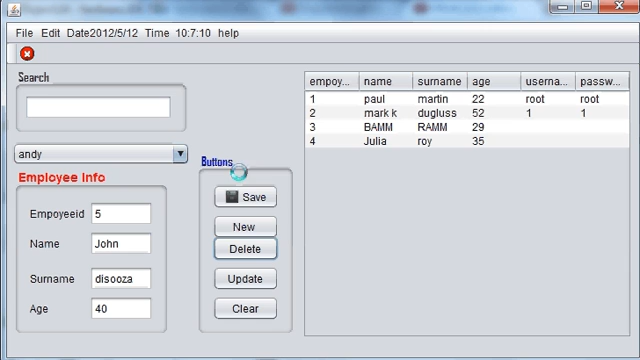 File Edit Date2012/5/12 Time 10:7:10 help
Search
andy
Employee Info
Empoyeeid 5
Name John
Surname disooza
Age 40
Buttons
Save
New
Delete
Update
Clear
empoy... name surname age userna... passw...
1 paul martin 22 root root
2 mark k dugluss 52 1 1
3 BAMM RAMM 29
4 Julia roy 35